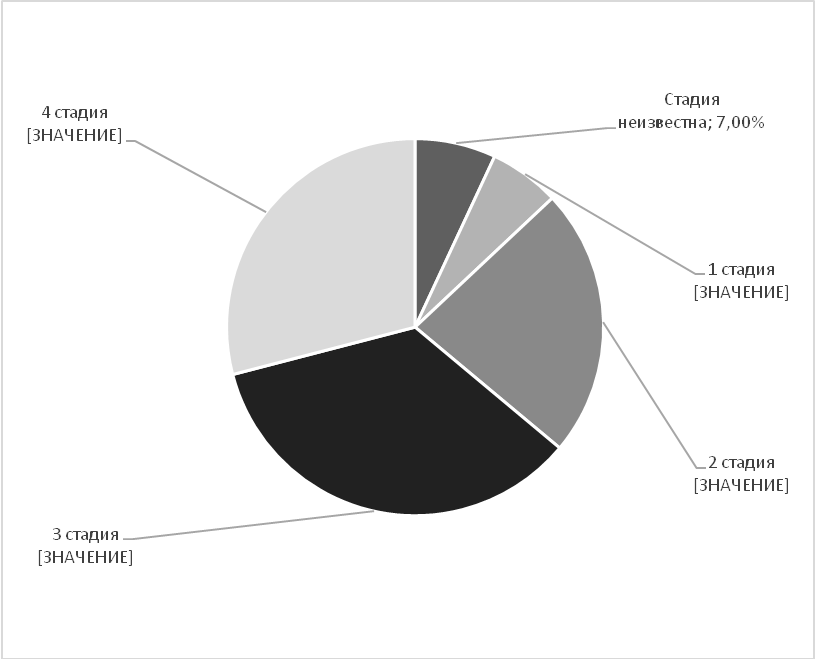 4 стадия
[ЗНАЧЕНИЕ]
Стадия
неизвестна; 7,00%
1 стадия
[ЗНАЧЕНИЕ]
2 стадия
[ЗНАЧЕНИЕ]
3 стадия
[ЗНАЧЕНИЕ]